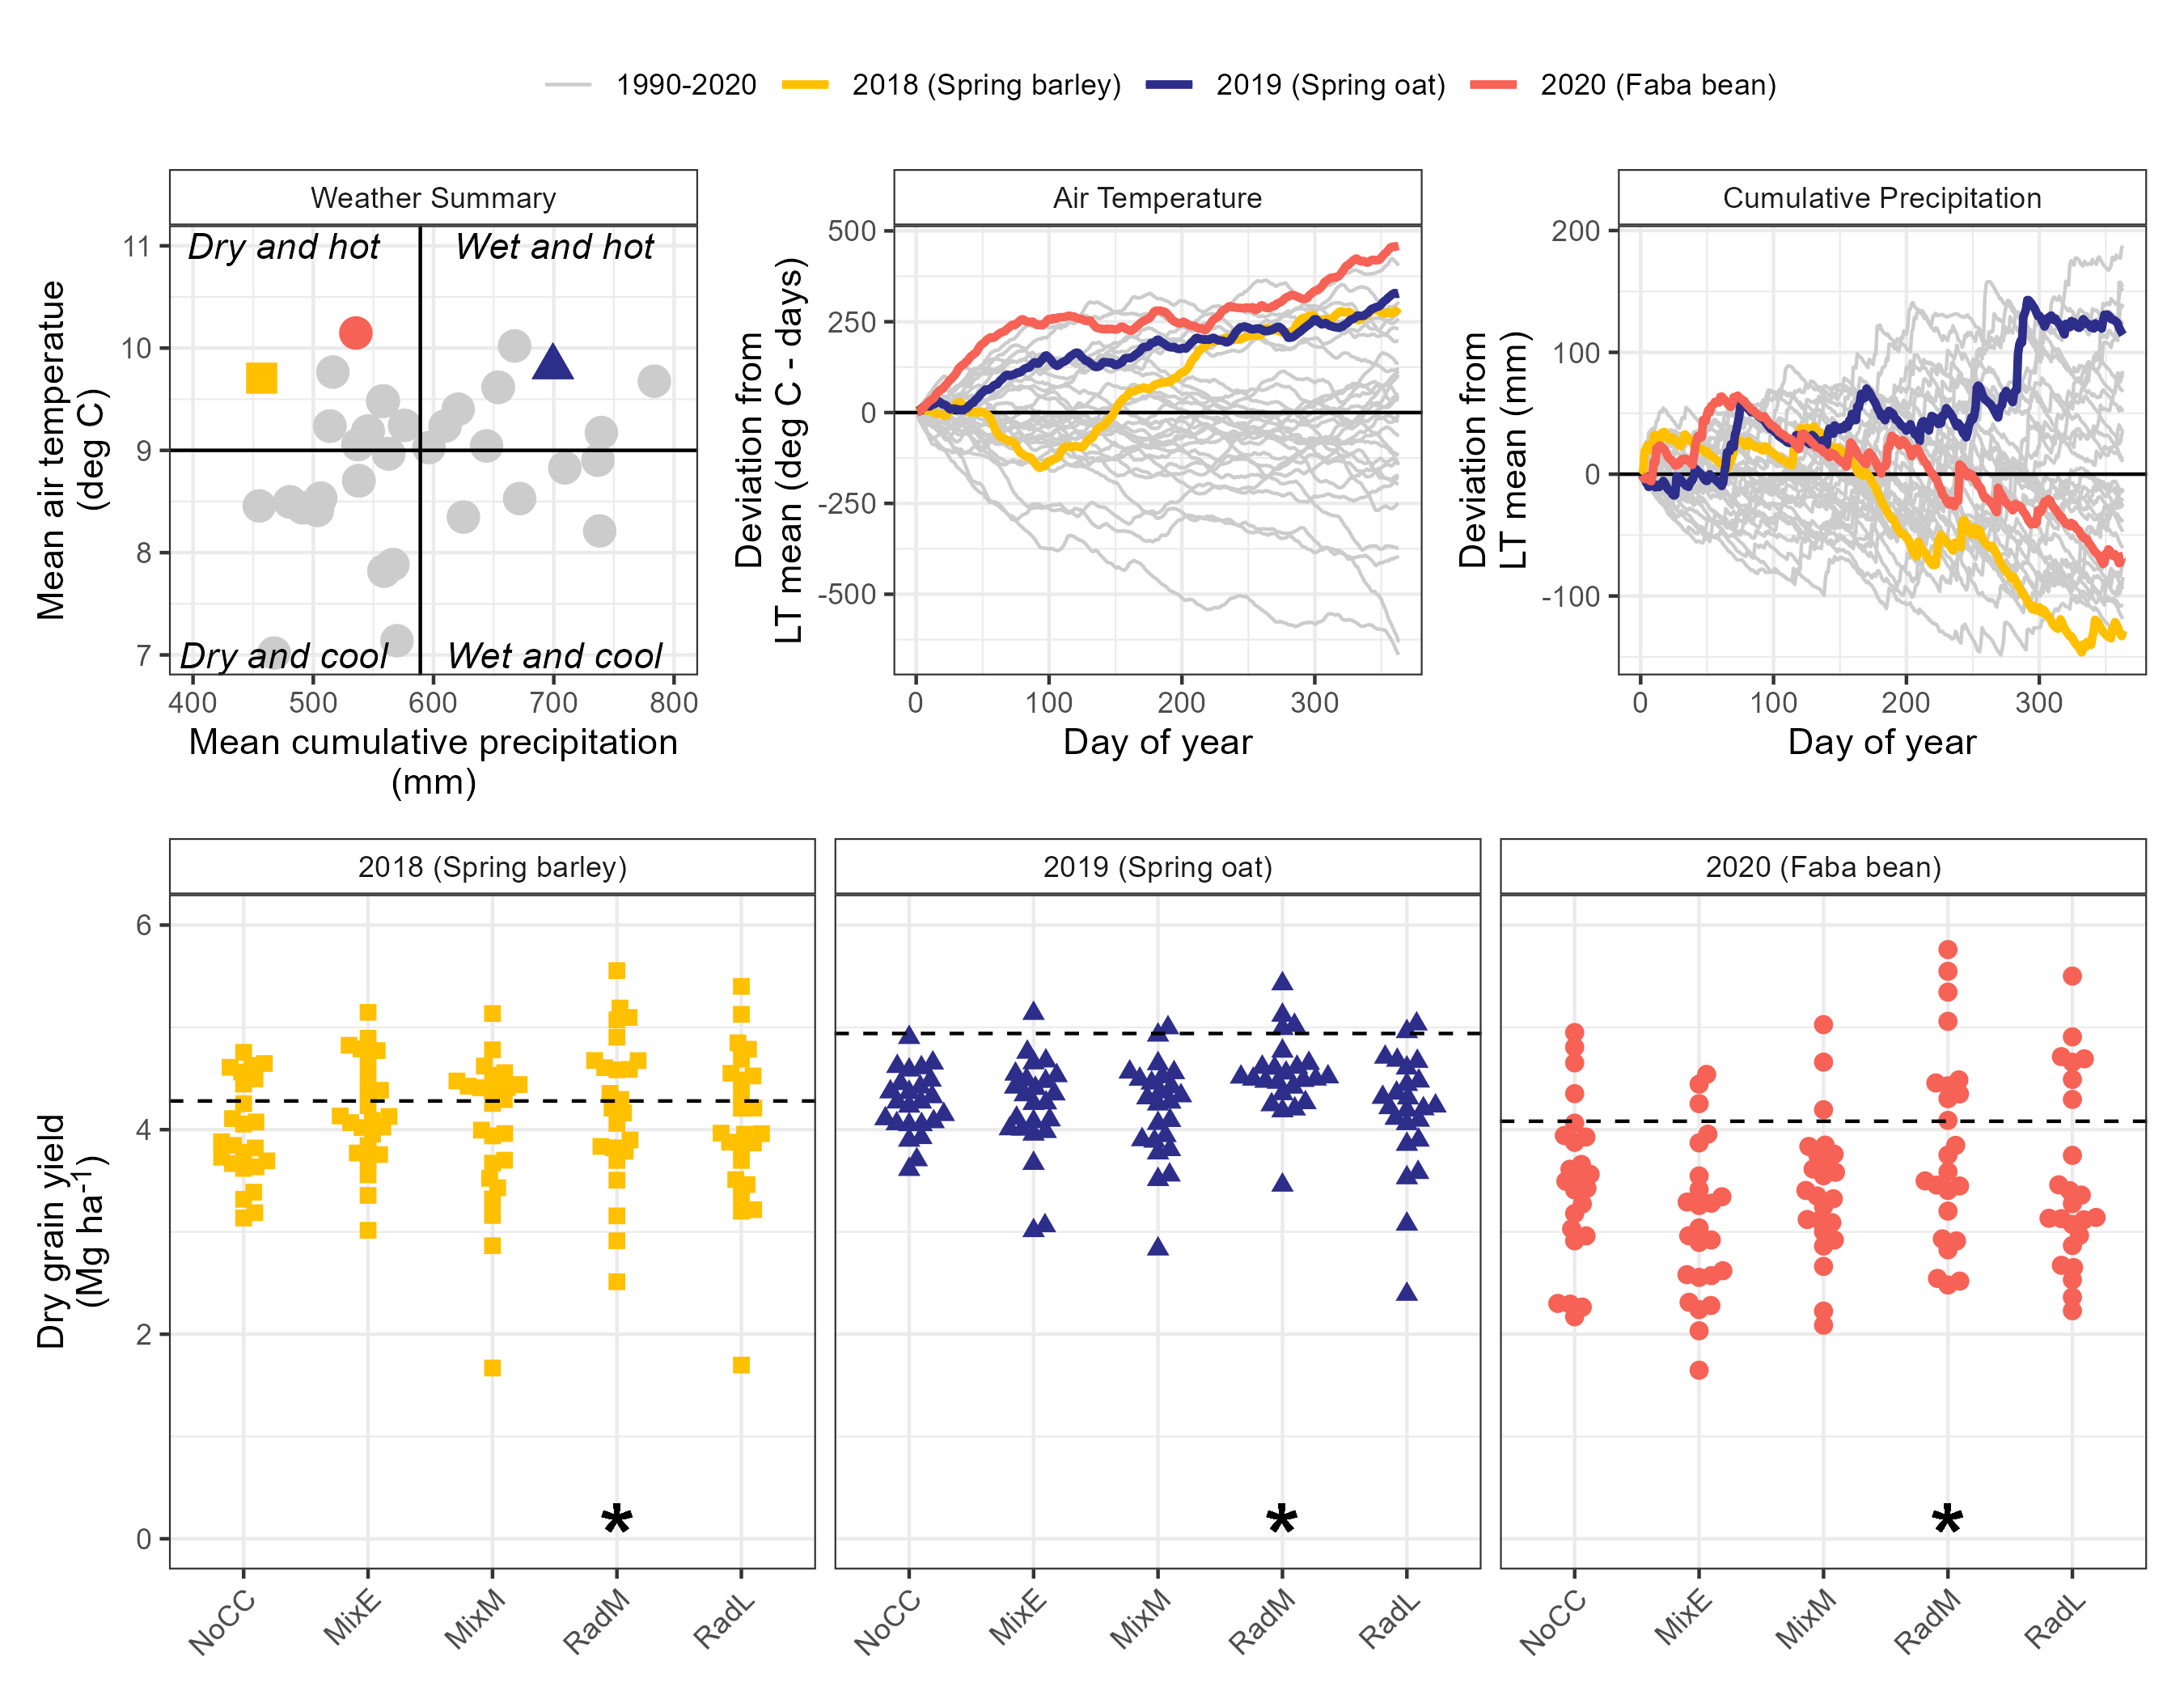 1990-2020
2018 (Spring barley)
2019 (Spring oat)
2020 (Faba bean)
Weather Summary
Mean air temperatue
(deg C)
11
10
9
8
7
Dry and hot
Wet and hot
Dry and cool
Wet and cool
400
500
600
700
800
Mean cumulative precipitation
(mm)
Air Temperature
Deviation from
LT mean (deg C - days)
500
250
0
-250
-500
0
100
200
300
Day of year
Cumulative Precipitation
Deviation from
LT mean (mm)
200
100
0
-100
0
100
200
300
Day of year
Dry grain yield
(Mg ha-1)
6
4
2
0
2018 (Spring barley)
*
NoCC
MixE
MixM
RadM
RadL
2019 (Spring oat)
*
NoCC
MixE
MixM
RadM
RadL
2020 (Faba bean)
*
NoCC
MixE
MixM
RadM
RadL